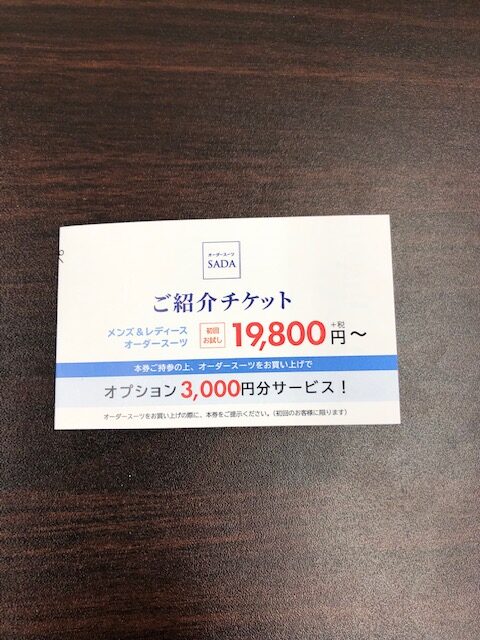 オーダースーツ
SADA
ご紹介チケット
メンズ&レディース
オーダースーツ
初回
お試し
19,800円～
+税
本券ご持参の上、オーダースーツをお買い上げで
オプション3,000円分サービス！
オーダースーツをお買い上げの際に、本券をご提示ください。(初回のお客様に限ります)